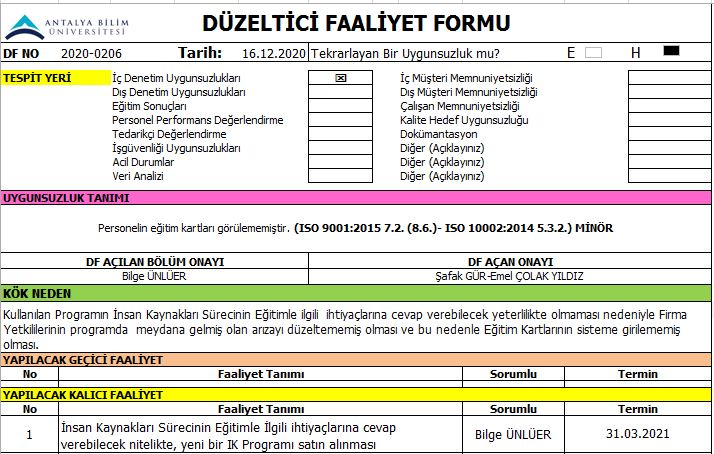 ANTALYA BİLİM
ÜNİVERSİTESİ
DÜZELTİCİ FAALİYET FORMU
DF NO 2020-0206 Tarih: 16.12.2020 Tekrarlayan Bir Uygunsuzluk mu? E H
TESPİT YERİ İç Denetim Uygunsuzlukları ☒ İç Müşteri Memnuniyetsizliği
Dış Denetim Uygunsuzlukları Dış Müşteri Memnuniyetsizliği
Eğitim Sonuçları Çalışan Memnuniyetsizliği
Personel Performans Değerlendirme Kalite Hedef Uygunsuzluğu
Tedarikçi Değerlendirme Dokümantasyon
İşgüvenliği Uygunsuzlukları Diğer (Açıklayınız)
Acil Durumlar Diğer (Açıklayınız)
Veri Analizi Diğer (Açıklayınız)
UYGUNSUZLUK TANIMI
Personelin eğitim kartları görülememiştir. (ISO 9001:2015 7.2. (8.6.)- ISO 10002:2014 5.3.2.) MİNÖR
DF AÇILAN BÖLÜM ONAYI DF AÇAN ONAYI
Bilge ÜNLÜER Şafak GÜR-Emel ÇOLAK YILDIZ
KÖK NEDEN
Kullanılan Programın İnsan Kaynakları Sürecinin Eğitimle ilgili ihtiyaçlarına cevap verebilecek yeterlilikte olmaması nedeniyle Firma
Yetkililerinin programda meydana gelmiş olan arızayı düzeltememiş olması ve bu nedenle Eğitim Kartlarının sisteme girilememiş
olması.
YAPILACAK GEÇİCİ FAALİYET
No Faaliyet Tanımı Sorumlu Termin
YAPILACAK KALICI FAALİYET
No Faaliyet Tanımı Sorumlu Termin
1 İnsan Kaynakları Sürecinin Eğitimle İlgili ihtiyaçlarına cevap
verebilecek nitelikte, yeni bir IK Programı satın alınması Bilge ÜNLÜER 31.03.2021